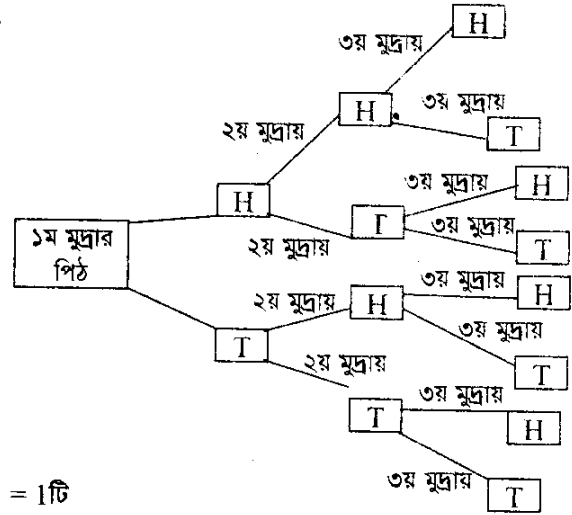 ৩য় মুদ্রায় H
২য় মুদ্রায় H ৩য় মুদ্রায় T
H
২য় মুদ্রায় T ৩য় মুদ্রায় H
৩য় মুদ্রায় T
১ম মুদ্রার
পিঠ
২য় মুদ্রায় H ৩য় মুদ্রায় H
৩য় মুদ্রায় T
T
২য় মুদ্রায় T ৩য় মুদ্রায় H
৩য় মুদ্রায় T
= 1টি